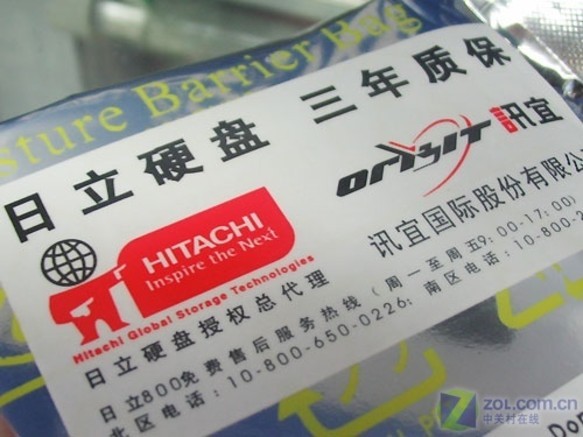 sture Barrier Bag
日立硬盘 三年质保
HITACHI
Inspire the Next
Hitachi Global Storage Technologies
ORBIT 讯宜
日立硬盘授权总代理
讯宜国际股份有限公
日立800免费售后服务热线(周一至周五9:00-17:00)
北区电话:10-800-650-0226; 南区电话:10-800-
ZOL.COM.CN
中关村在线